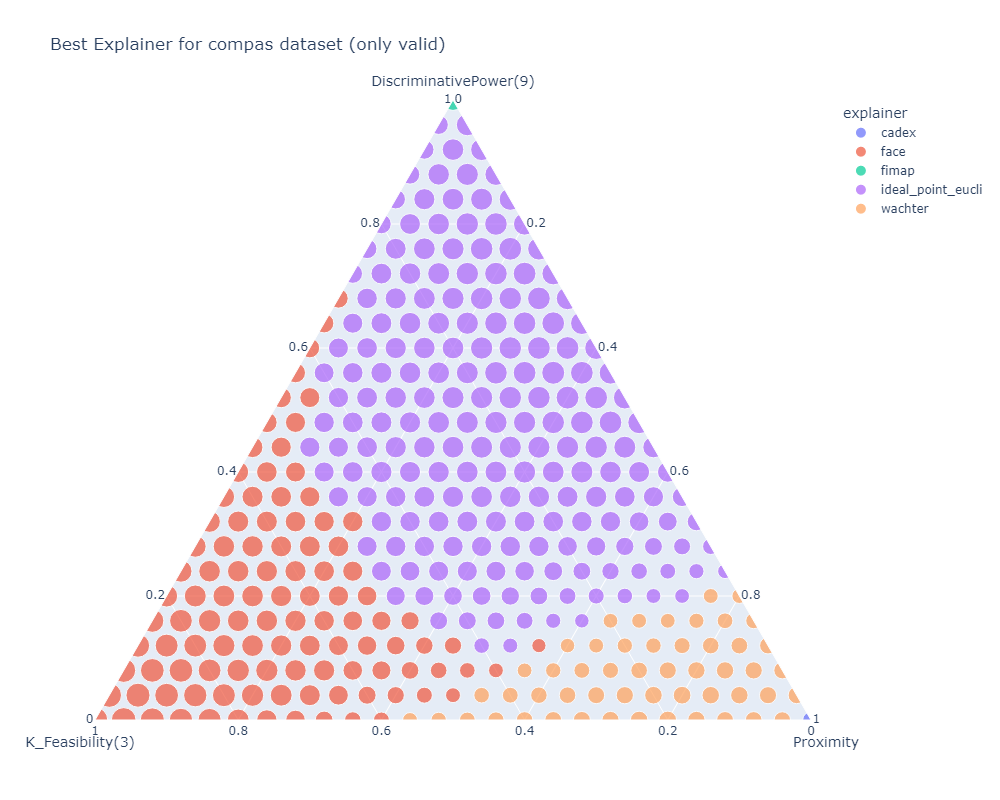 Best Explainer for compas dataset (only valid)
DiscriminativePower(9)
1 0
explainer
cadex
face
fimap
ideal_point_eucli
wachter
0.8
0.2
0.6
0.4
0.4
0.6
0.2
0.8
0
1
1
0.8
0.6
0.4
0.2
0
K_Feasibility(3)
Proximity